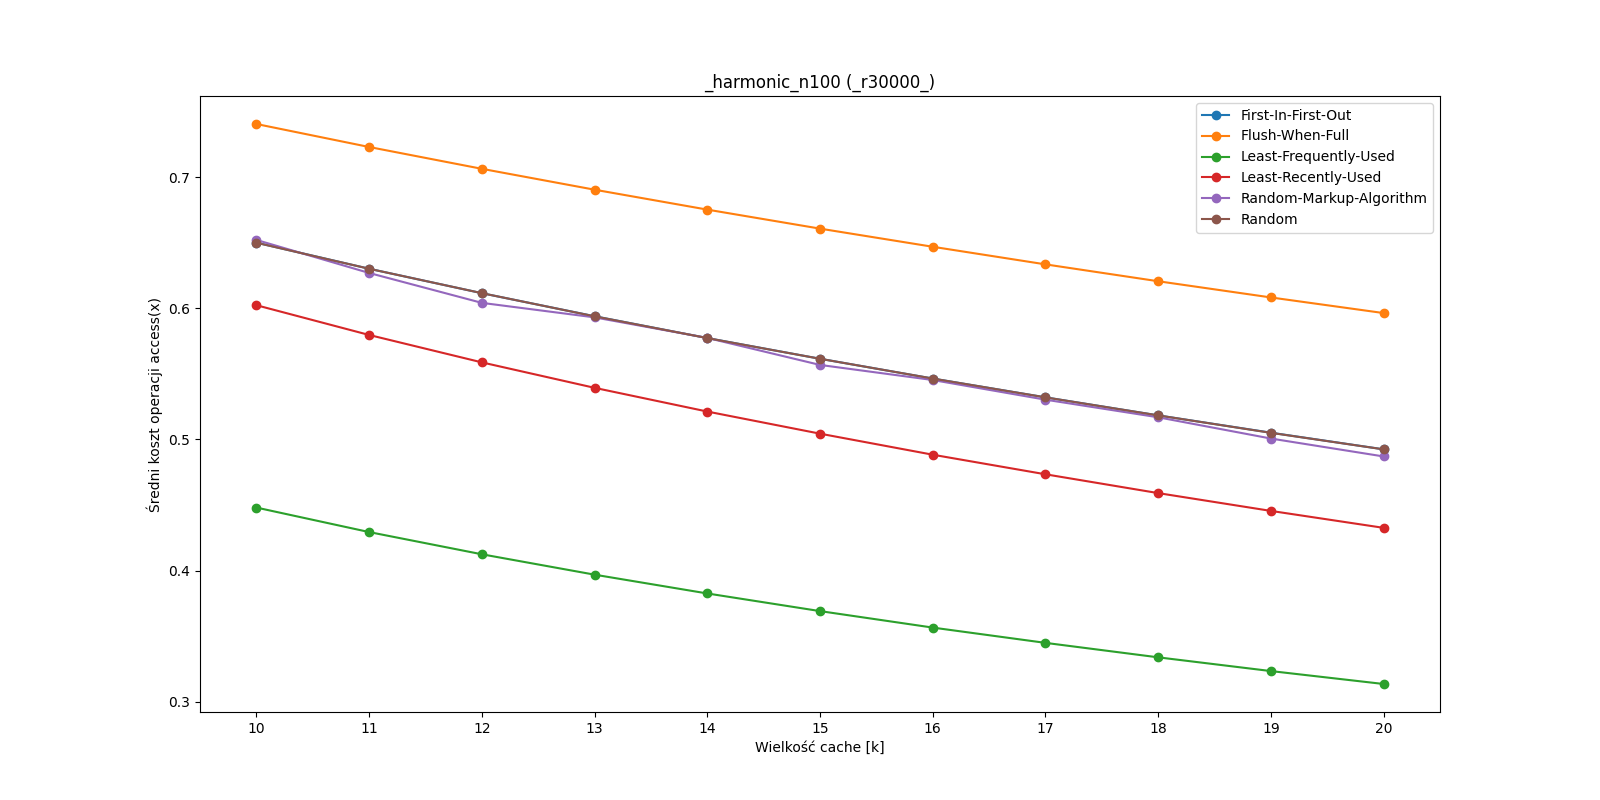 _harmonic_n100 (_r30000_)
First-In-First-Out
Flush-When-Full
Least-Frequently-Used
Least-Recently-Used
Random-Markup-Algorithm
Random
Średni koszt operacji access(x)
0.7
0.6
0.5
0.4
0.3
10 11 12 13 14 15 16 17 18 19 20
Wielkość cache [k]